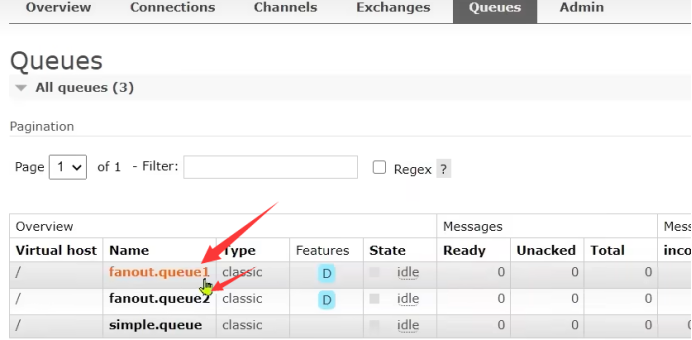 Overview Connections Channels Exchanges Queues Admin
Queues
All queues (3)
Pagination
Page 1 of 1 - Filter: Regex ?
Overview Messages
Virtual host Name Type Features State Ready Unacked Total
/ fanout.queue1 classic D idle 0 0 0
/ fanout.queue2 classic D idle 0 0 0
/ simple.queue classic idle 0 0 0